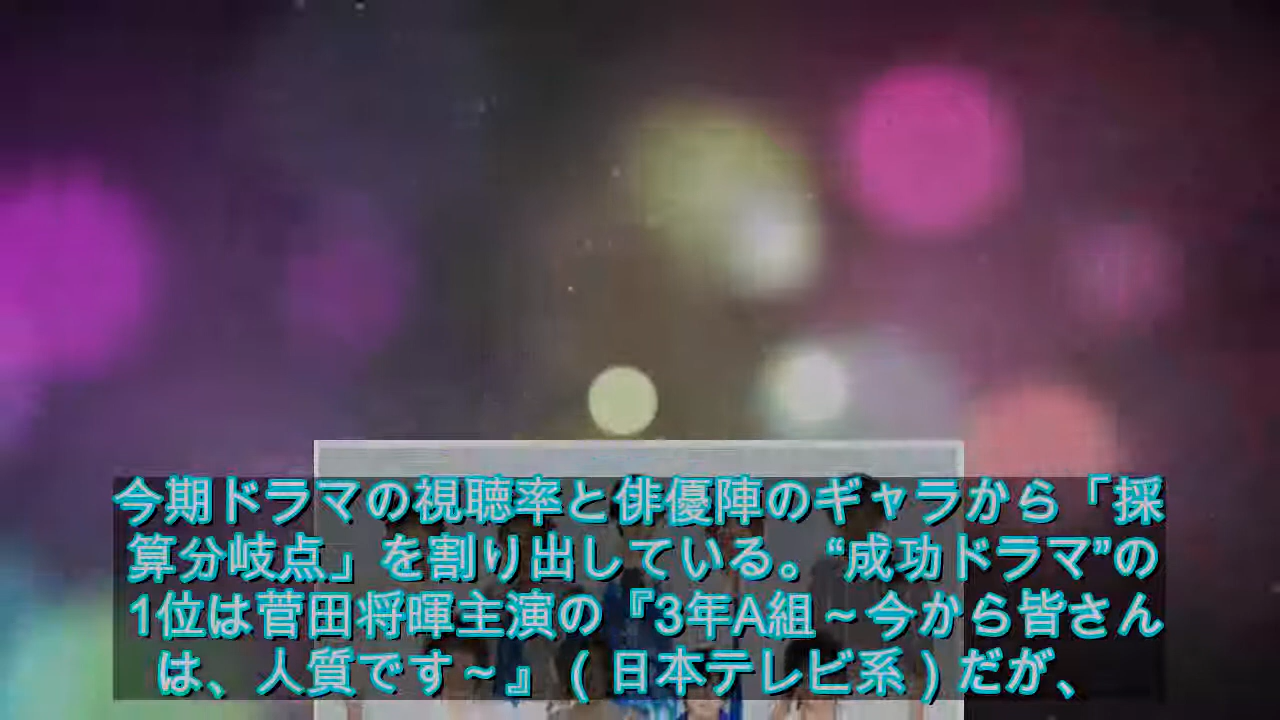 今期ドラマの視聴率と俳優陣のギャラから「採
算分岐点」を割り出している。“成功ドラマ”の
1位は菅田将暉主演の『3年A組～今から皆さん
は、人質です～』(日本テレビ系)だが、